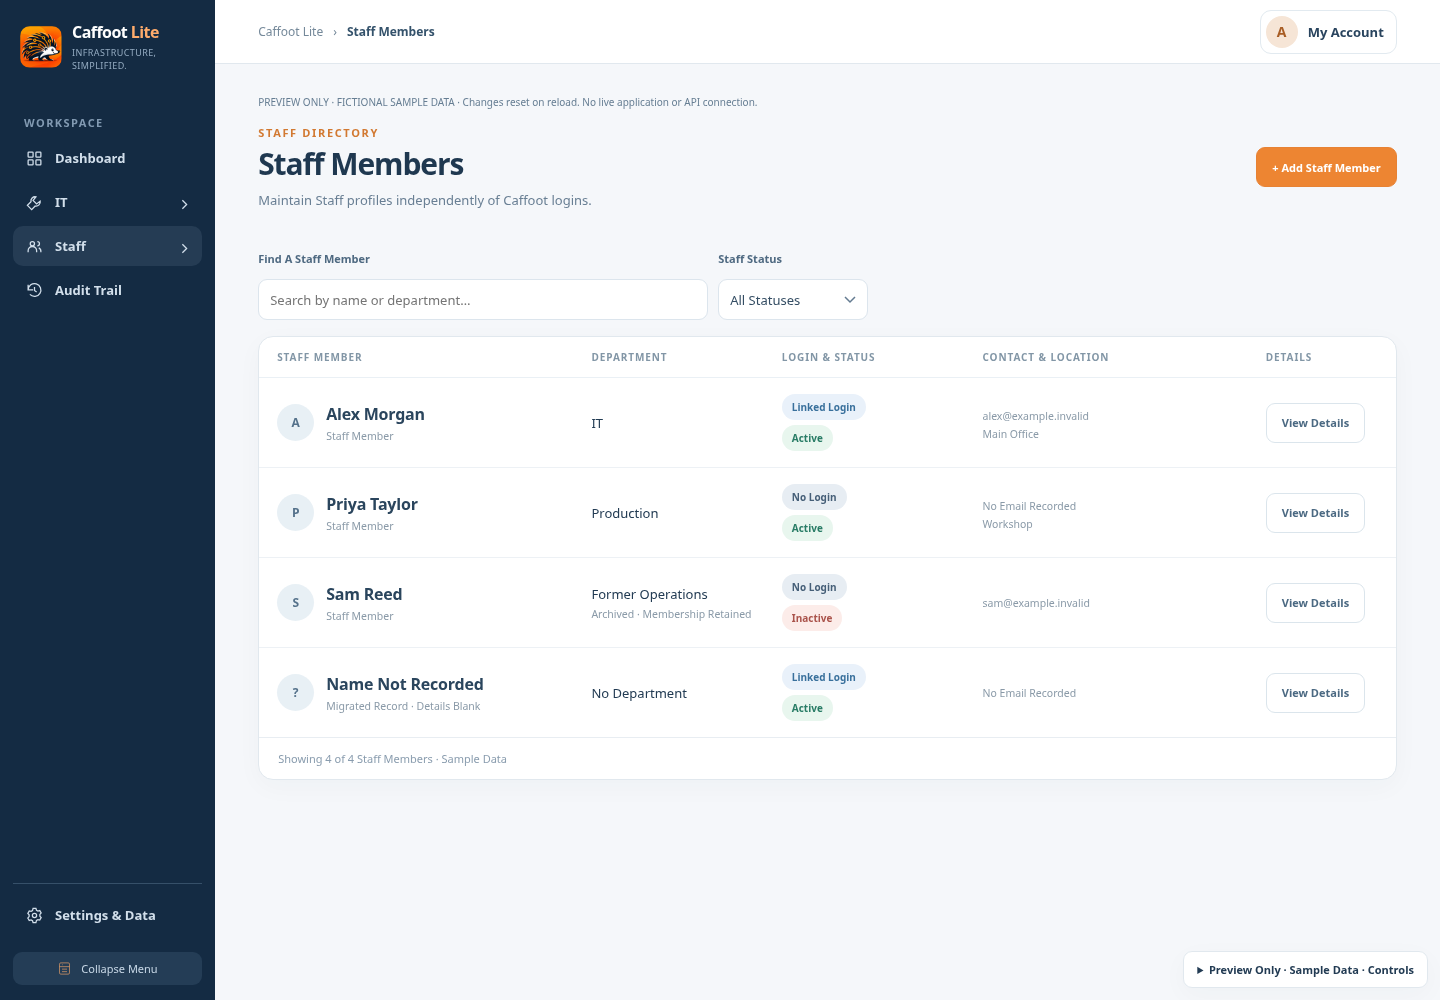 Caffoot Lite
INFRASTRUCTURE,
SIMPLIFIED.
WORKSPACE
Dashboard
IT
Staff
Audit Trail
Settings & Data
Collapse Menu
Caffoot Lite › Staff Members
A My Account
PREVIEW ONLY · FICTIONAL SAMPLE DATA · Changes reset on reload. No live application or API connection.
STAFF DIRECTORY
Staff Members
+ Add Staff Member
Maintain Staff profiles independently of Caffoot logins.
Find A Staff Member Staff Status
Search by name or department... All Statuses
STAFF MEMBER DEPARTMENT LOGIN & STATUS CONTACT & LOCATION DETAILS
A Alex Morgan
Staff Member
IT
Linked Login
Active
alex@example.invalid
Main Office
View Details
P Priya Taylor
Staff Member
Production
No Login
Active
No Email Recorded
Workshop
View Details
S Sam Reed
Staff Member
Former Operations
Archived · Membership Retained
No Login
Inactive
sam@example.invalid
View Details
? Name Not Recorded
Migrated Record · Details Blank
No Department
Linked Login
Active
No Email Recorded
View Details
Showing 4 of 4 Staff Members · Sample Data
▶ Preview Only · Sample Data · Controls